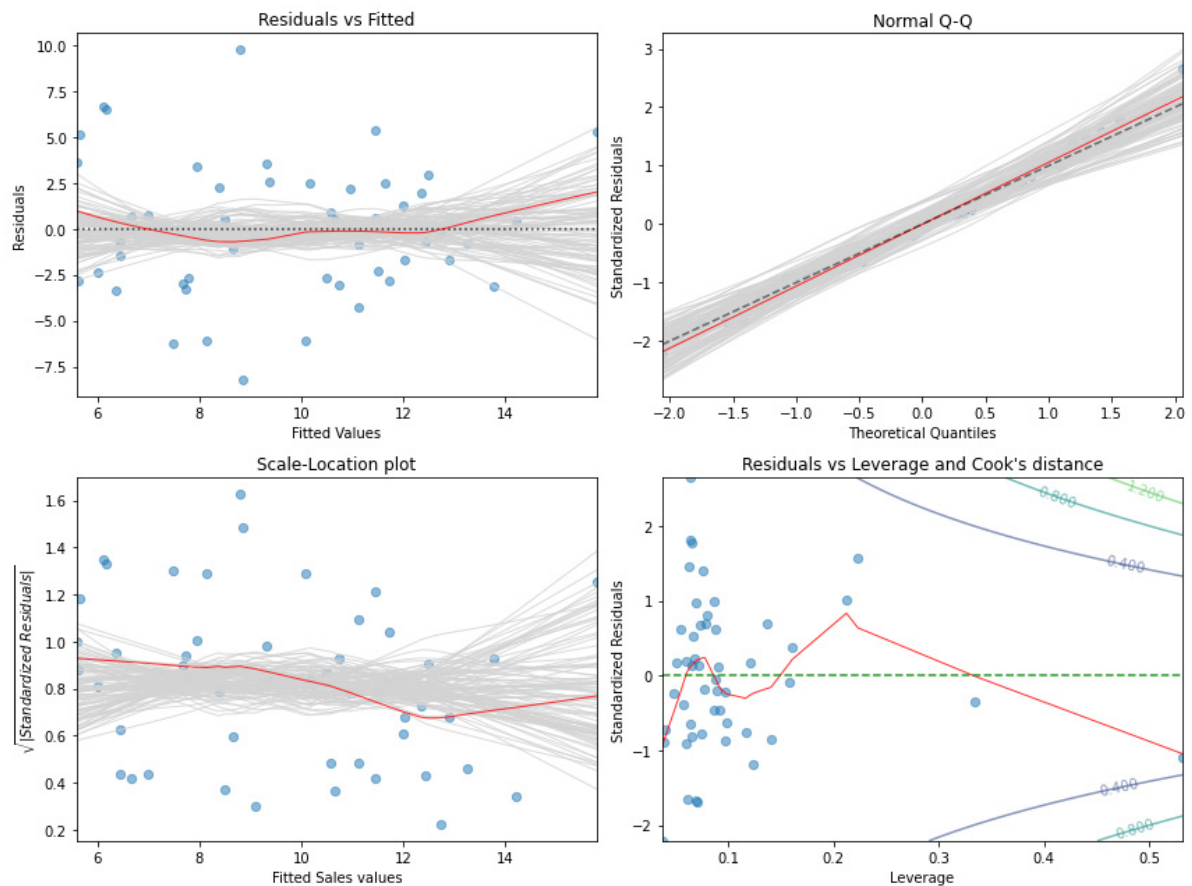 Residuals vs Fitted
10.0
7.5
5.0
2.5
0.0
−2.5
−5.0
−7.5
Residuals
6 8 10 12 14
Fitted Values
Normal Q-Q
3
2
1
0
−1
−2
Standardized Residuals
−2.0 −1.5 −1.0 −0.5 0.0 0.5 1.0 1.5 2.0
Theoretical Quantiles
Scale-Location plot
1.6
1.4
1.2
1.0
0.8
0.6
0.4
0.2
√|Standardized Residuals|
6 8 10 12 14
Fitted Sales values
Residuals vs Leverage and Cook's distance
2
1
0
−1
−2
Standardized Residuals
1.200
0.800
0.400
0.400
0.800
0.1 0.2 0.3 0.4 0.5
Leverage